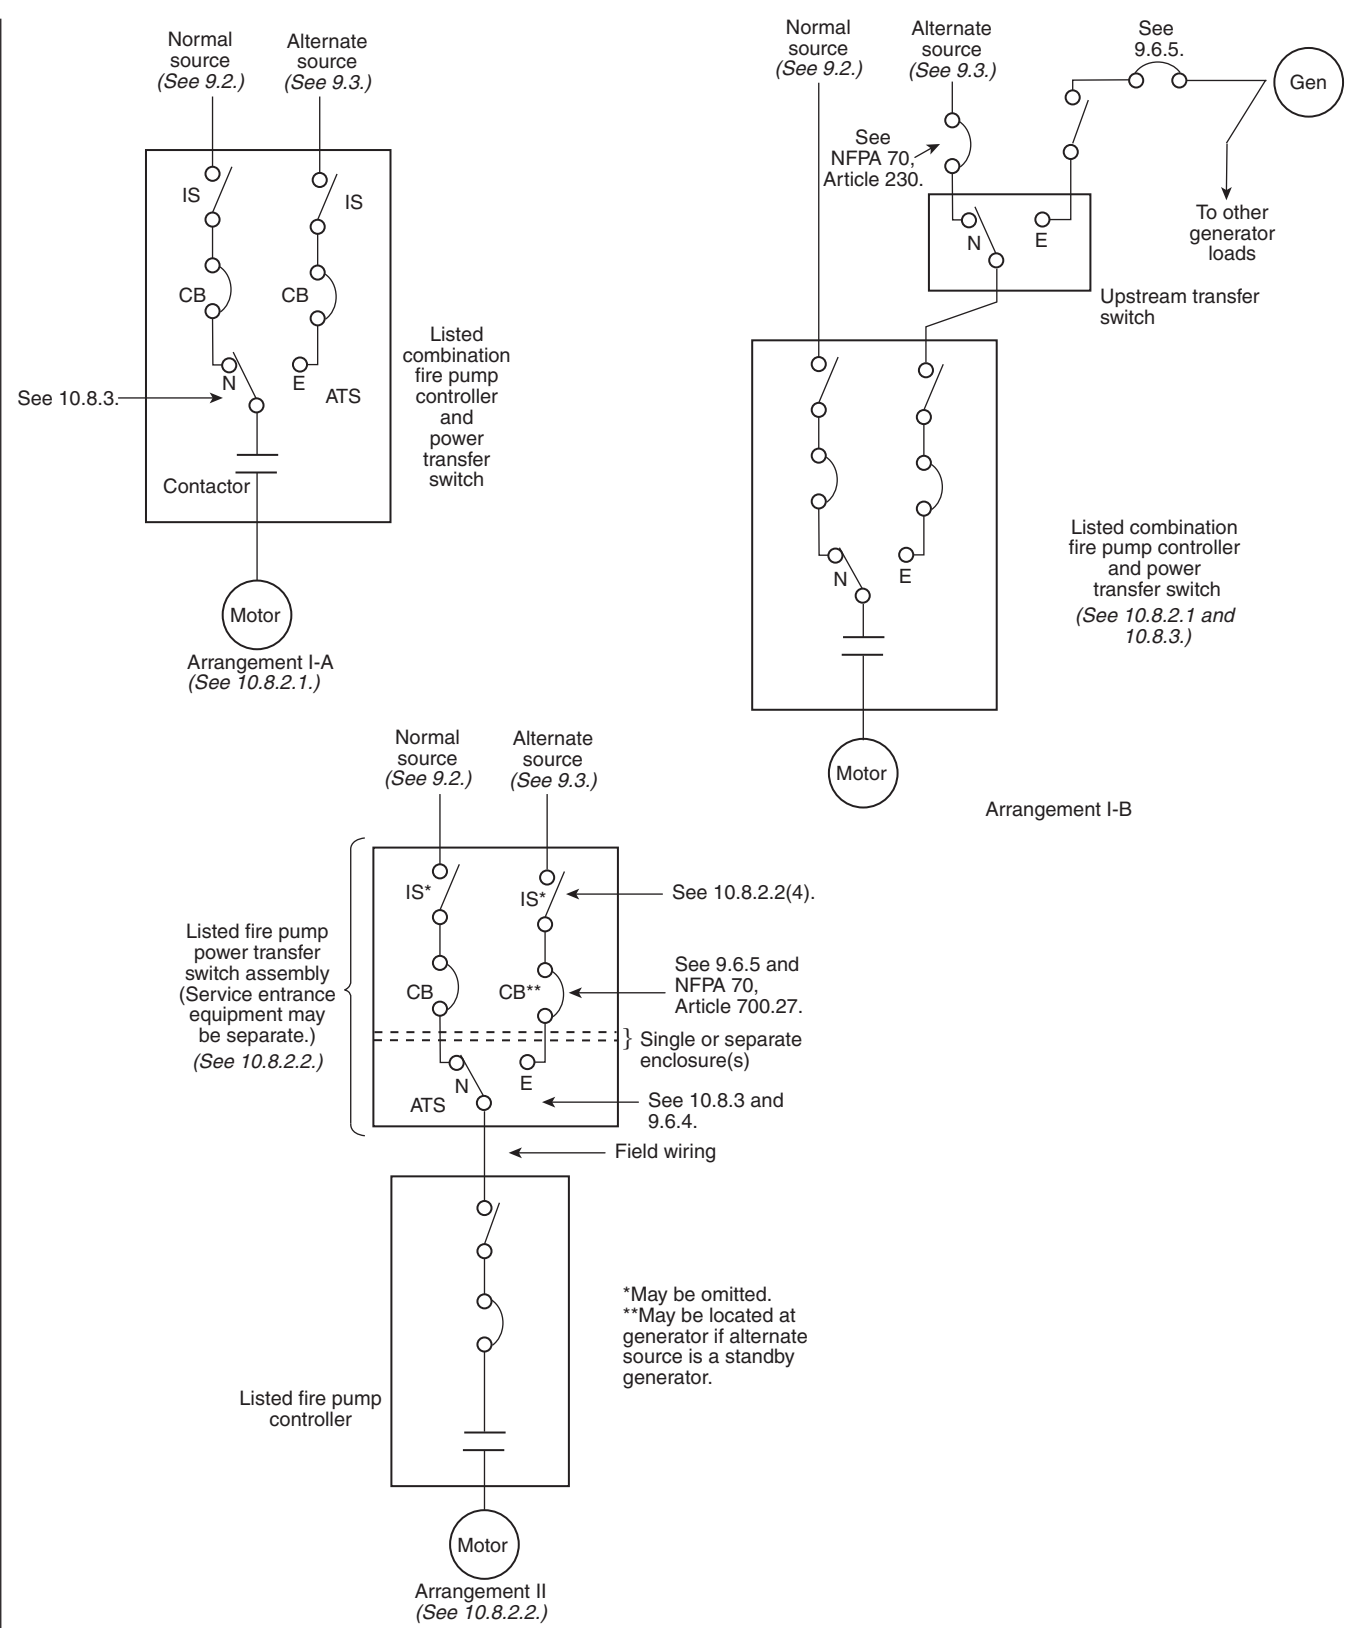 Normal
source
(See 9.2.)
Alternate
source
(See 9.3.)
IS
IS
CB
CB
N
E
ATS
See 10.8.3.
Contactor
Listed
combination
fire pump
controller
and
power
transfer
switch
Motor
Arrangement I-A
(See 10.8.2.1.)
Normal
source
(See 9.2.)
Alternate
source
(See 9.3.)
See
9.6.5.
Gen
See
NFPA 70,
Article 230.
N
E
To other
generator
loads
Upstream transfer
switch
N
E
Listed combination
fire pump controller
and power
transfer switch
(See 10.8.2.1 and
10.8.3.)
Motor
Arrangement I-B
Normal
source
(See 9.2.)
Alternate
source
(See 9.3.)
IS*
IS*
See 10.8.2.2(4).
Listed fire pump
power transfer
switch assembly
(Service entrance
equipment may
be separate.)
(See 10.8.2.2.)
CB
CB**
See 9.6.5 and
NFPA 70,
Article 700.27.
Single or separate
enclosure(s)
N
E
ATS
See 10.8.3 and
9.6.4.
Field wiring
*May be omitted.
**May be located at
generator if alternate
source is a standby
generator.
Listed fire pump
controller
Motor
Arrangement II
(See 10.8.2.2.)